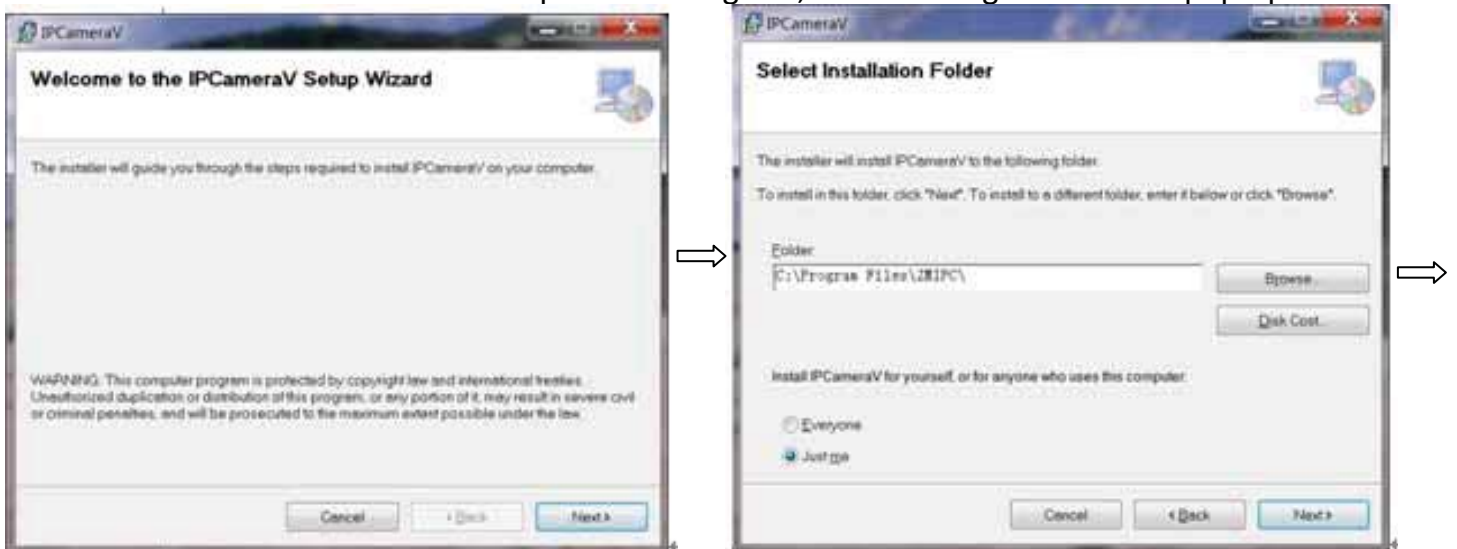 IPCameraV
Welcome to the IPCameraV Setup Wizard
The installer will guide you through the steps required to install IPCameraV on your computer.
WARNING: This computer program is protected by copyright law and international treaties.
Unauthorized duplication or distribution of this program, or any portion of it, may result in severe civil
or criminal penalties, and will be prosecuted to the maximum extent possible under the law.
Cancel
< Back
Next >
IPCameraV
Select Installation Folder
The installer will install IPCameraV to the following folder.
To install in this folder, click "Next". To install to a different folder, enter it below or click "Browse".
Folder:
C:\Program Files\
Browse...
Disk Cost...
Install IPCameraV for yourself, or for anyone who uses this computer:
Everyone
Just me
Cancel
< Back
Next >